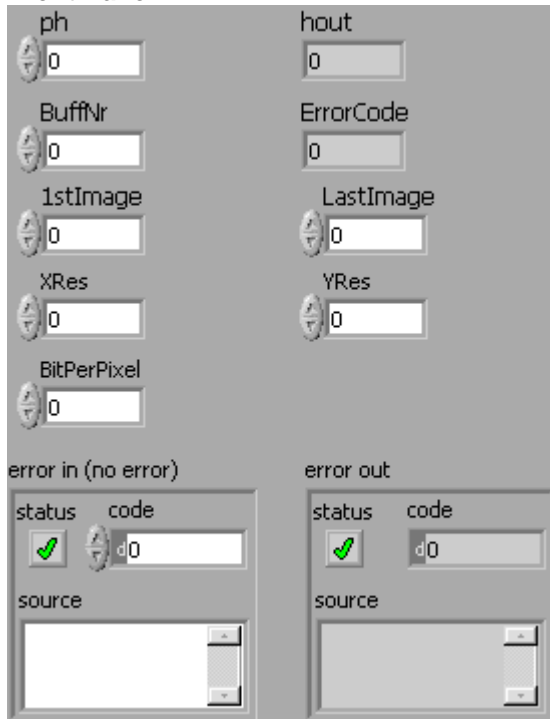 ph hout
0 0
BuffNr ErrorCode
0 0
1stImage LastImage
0 0
XRes YRes
0 0
BitPerPixel
0
error in (no error) error out
status code status code
d0 d0
source source